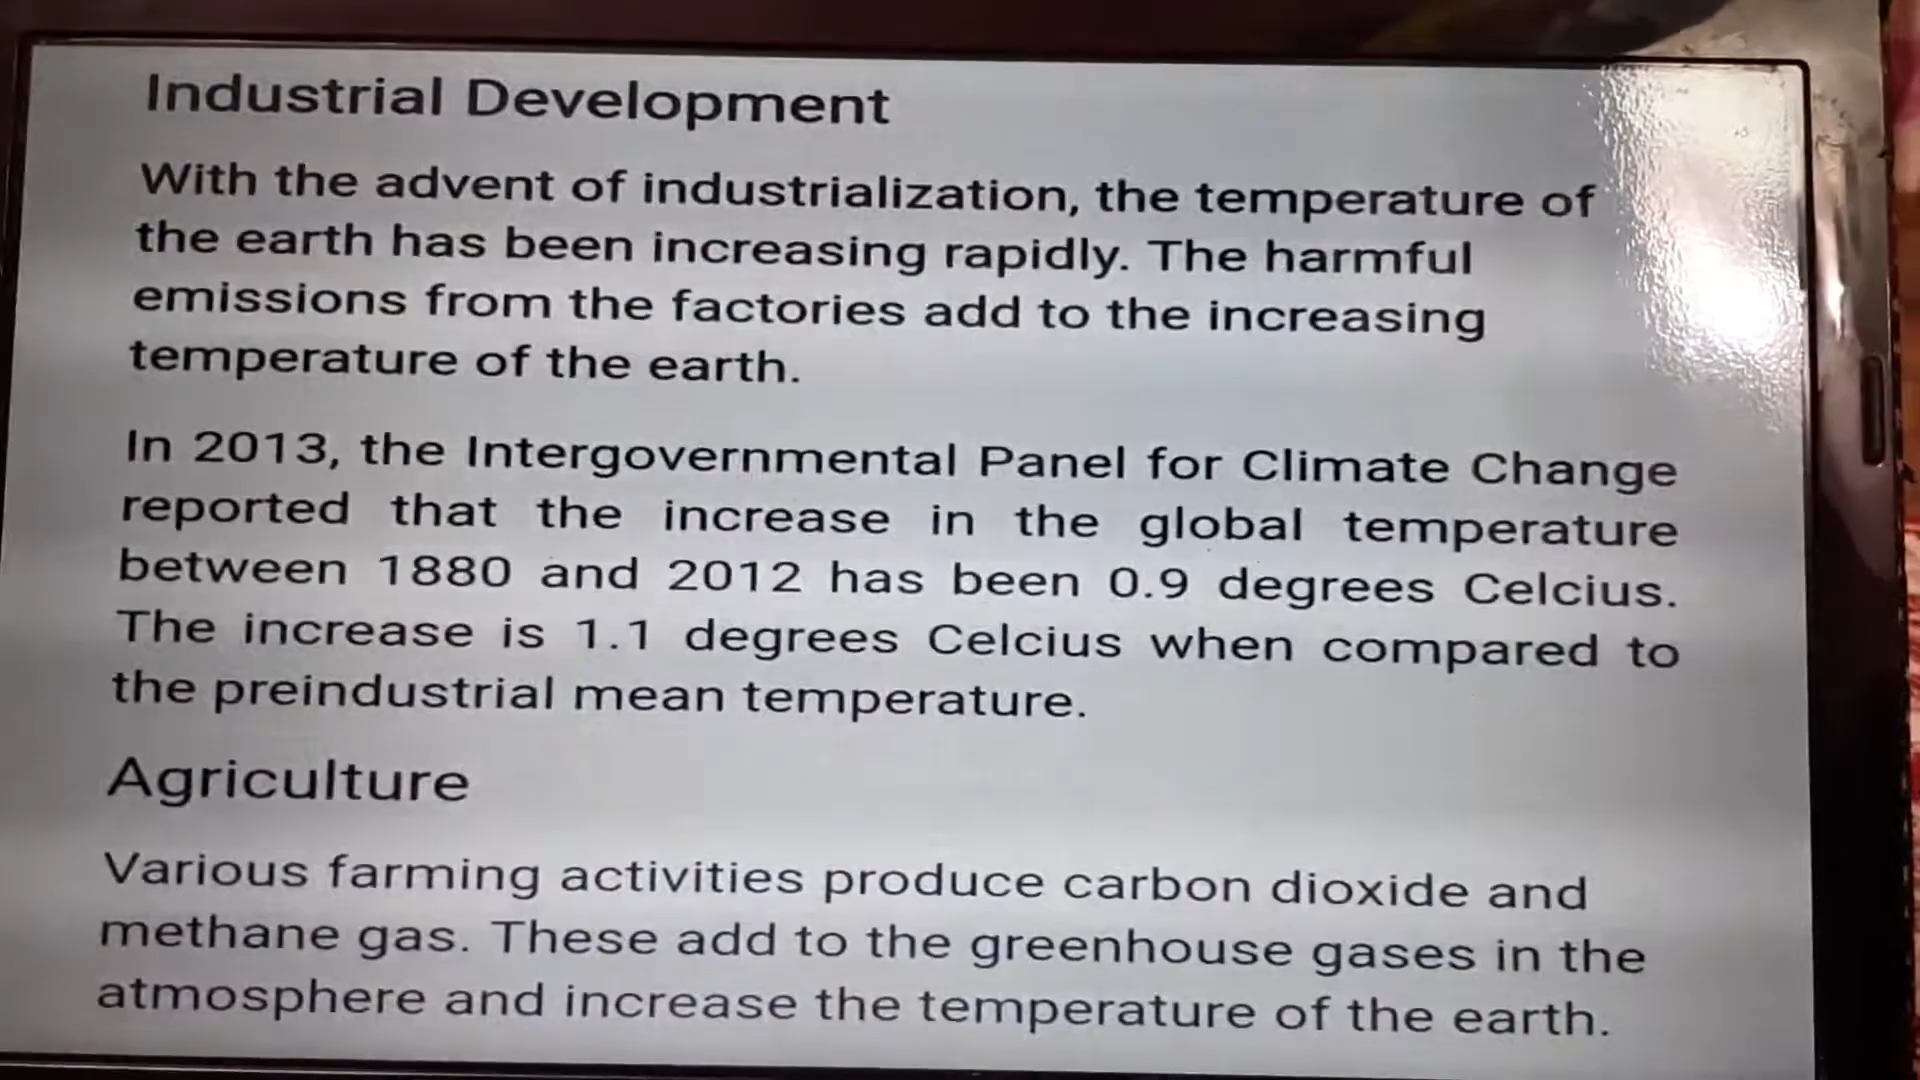 Industrial Development
With the advent of industrialization, the temperature of
the earth has been increasing rapidly. The harmful
emissions from the factories add to the increasing
temperature of the earth.
In 2013, the Intergovernmental Panel for Climate Change
reported that the increase in the global temperature
between 1880 and 2012 has been 0.9 degrees Celcius.
The increase is 1.1 degrees Celcius when compared to
the preindustrial mean temperature.
Agriculture
Various farming activities produce carbon dioxide and
methane gas. These add to the greenhouse gases in the
atmosphere and increase the temperature of the earth.